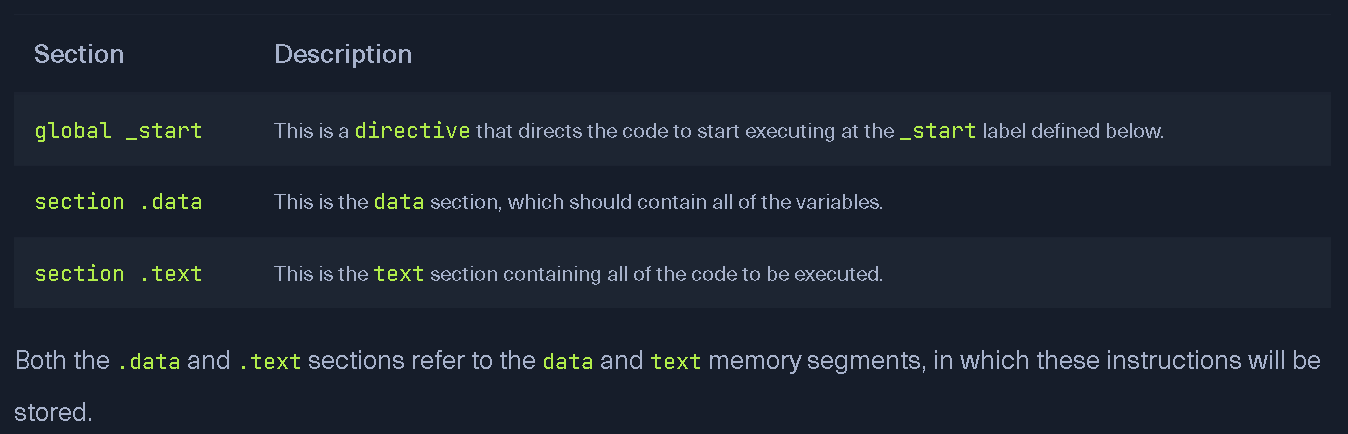 Section Description
global _start This is a directive that directs the code to start executing at the _start label defined below.
section .data This is the data section, which should contain all of the variables.
section .text This is the text section containing all of the code to be executed.
Both the .data and .text sections refer to the data and text memory segments, in which these instructions will be
stored.